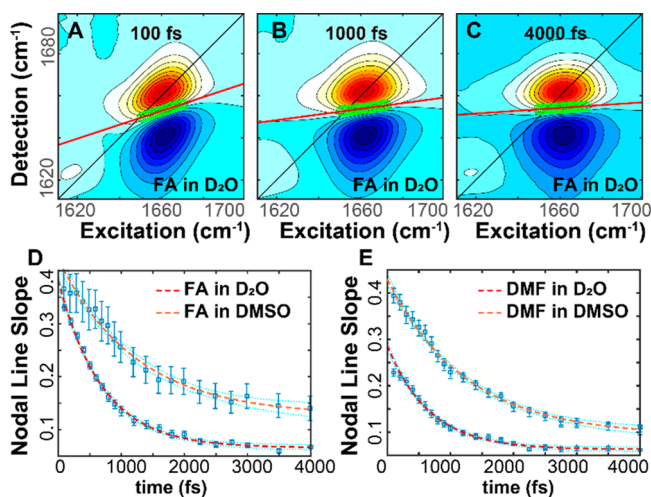 A
100 fs
B
1000 fs
C
4000 fs
Detection (cm⁻¹)
1680
1620
FA in D₂O
FA in D₂O
FA in D₂O
1620 1660 1700
1620 1660 1700
1620 1660 1700
Excitation (cm⁻¹)
Excitation (cm⁻¹)
Excitation (cm⁻¹)
D
FA in D₂O
FA in DMSO
Nodal Line Slope
0.4
0.3
0.2
0.1
0 1000 2000 3000 4000
time (fs)
E
DMF in D₂O
DMF in DMSO
Nodal Line Slope
0.4
0.3
0.2
0.1
0 1000 2000 3000 4000
time (fs)